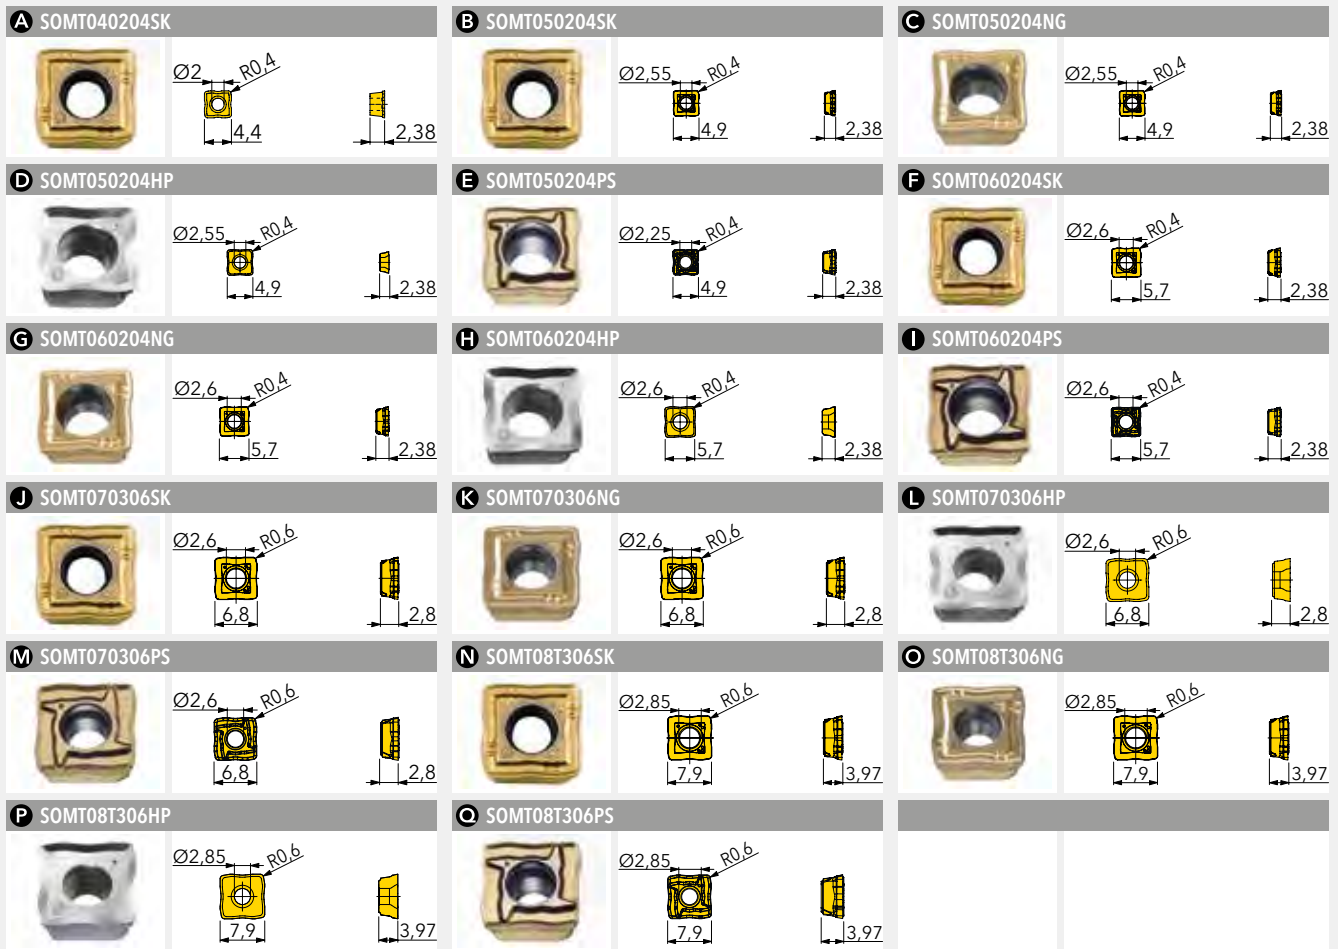 A SOMT040204SK
Ø2
R0,4
4,4
2,38
B SOMT050204SK
Ø2,55
R0,4
4,9
2,38
C SOMT050204NG
Ø2,55
R0,4
4,9
2,38
D SOMT050204HP
Ø2,55
R0,4
4,9
2,38
E SOMT050204PS
Ø2,25
R0,4
4,9
2,38
F SOMT060204SK
Ø2,6
R0,4
5,7
2,38
G SOMT060204NG
Ø2,6
R0,4
5,7
2,38
H SOMT060204HP
Ø2,6
R0,4
5,7
2,38
I SOMT060204PS
Ø2,6
R0,4
5,7
2,38
J SOMT070306SK
Ø2,6
R0,6
6,8
2,8
K SOMT070306NG
Ø2,6
R0,6
6,8
2,8
L SOMT070306HP
Ø2,6
R0,6
6,8
2,8
M SOMT070306PS
Ø2,6
R0,6
6,8
2,8
N SOMT08T306SK
Ø2,85
R0,6
7,9
3,97
O SOMT08T306NG
Ø2,85
R0,6
7,9
3,97
P SOMT08T306HP
Ø2,85
R0,6
7,9
3,97
Q SOMT08T306PS
Ø2,85
R0,6
7,9
3,97